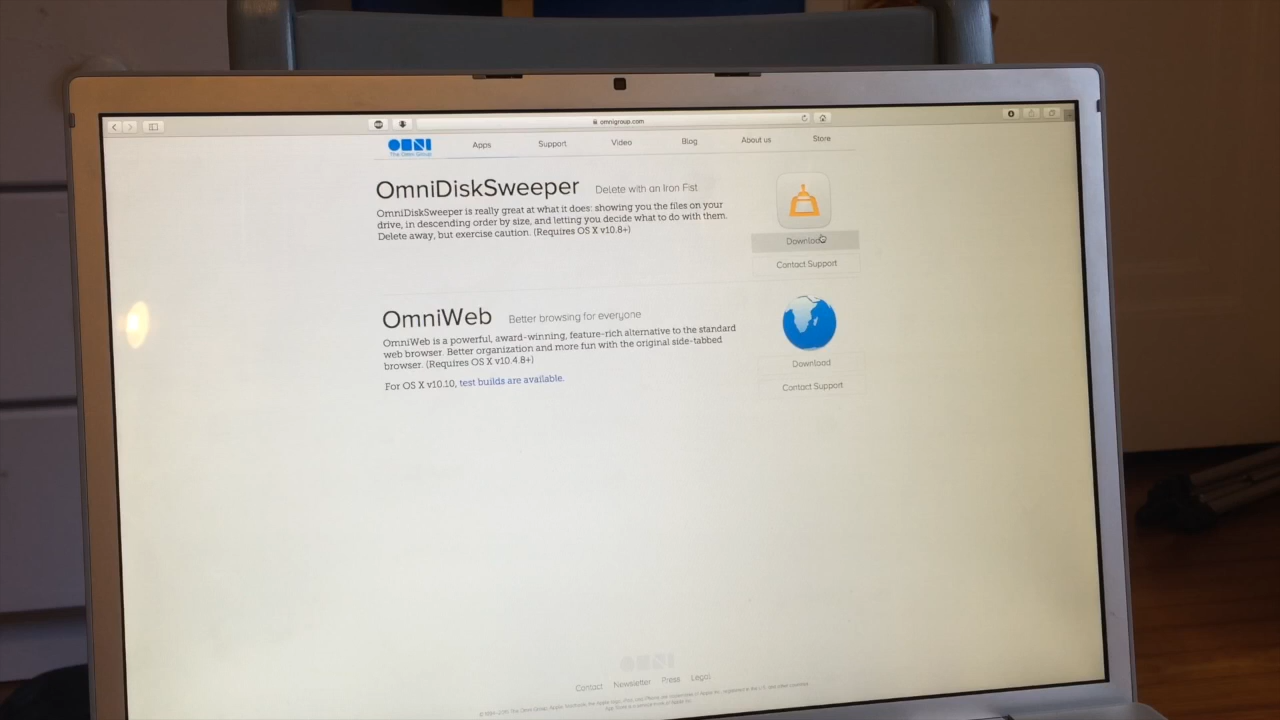 omnigroup.com
OMNI
The Omni Group
Apps Support Video Blog About us Store
OmniDiskSweeper Delete with an Iron Fist
OmniDiskSweeper is really great at what it does: showing you the files on your
drive, in descending order by size, and letting you decide what to do with them.
Delete away, but exercise caution. (Requires OS X v10.8+)
Download
Contact Support
OmniWeb Better browsing for everyone
OmniWeb is a powerful, award-winning, feature-rich alternative to the standard
web browser. Better organization and more fun with the original side-tabbed
browser. (Requires OS X v10.4.8+)
For OS X v10.10, test builds are available.
Download
Contact Support
OMNI
Contact Newsletter Press Legal